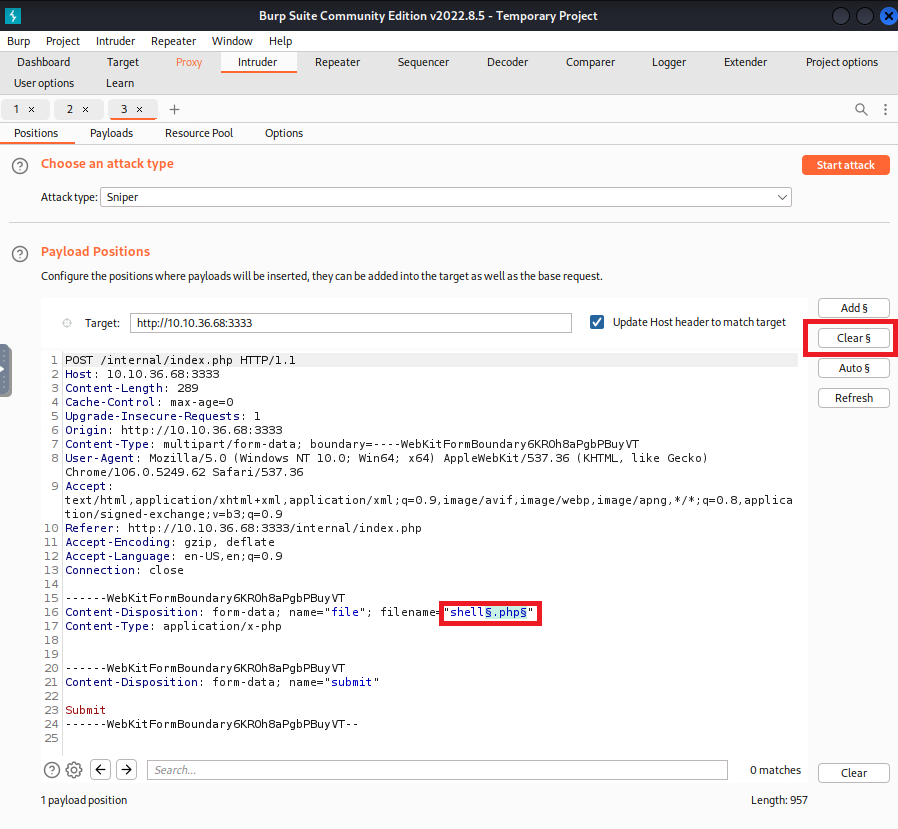 Burp Suite Community Edition v2022.8.5 - Temporary Project
Burp Project Intruder Repeater Window Help
Dashboard Target Proxy Intruder Repeater Sequencer Decoder Comparer Logger Extender Project options
User options Learn
1 × 2 × 3 × +
Positions Payloads Resource Pool Options
? Choose an attack type
Start attack
Attack type: Sniper
? Payload Positions
Configure the positions where payloads will be inserted, they can be added into the target as well as the base request.
Add §
Target: http://10.10.36.68:3333
Update Host header to match target
Clear §
Auto §
Refresh
1 POST /internal/index.php HTTP/1.1
2 Host: 10.10.36.68:3333
3 Content-Length: 289
4 Cache-Control: max-age=0
5 Upgrade-Insecure-Requests: 1
6 Origin: http://10.10.36.68:3333
7 Content-Type: multipart/form-data; boundary=----WebKitFormBoundary6KROh8aPgbPBuyVT
8 User-Agent: Mozilla/5.0 (Windows NT 10.0; Win64; x64) AppleWebKit/537.36 (KHTML, like Gecko)
Chrome/106.0.5249.62 Safari/537.36
9 Accept:
text/html,application/xhtml+xml,application/xml;q=0.9,image/avif,image/webp,image/apng,*/*;q=0.8,applica
tion/signed-exchange;v=b3;q=0.9
10 Referer: http://10.10.36.68:3333/internal/index.php
11 Accept-Encoding: gzip, deflate
12 Accept-Language: en-US,en;q=0.9
13 Connection: close
14
15 ------WebKitFormBoundary6KROh8aPgbPBuyVT
16 Content-Disposition: form-data; name="file"; filename="shell§.php§"
17 Content-Type: application/x-php
18
19
20 ------WebKitFormBoundary6KROh8aPgbPBuyVT
21 Content-Disposition: form-data; name="submit"
22
23 Submit
24 ------WebKitFormBoundary6KROh8aPgbPBuyVT--
25
? Search... 0 matches Clear
1 payload position Length: 957